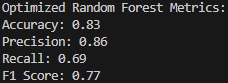 Optimized Random Forest Metrics:
Accuracy: 0.83
Precision: 0.86
Recall: 0.69
F1 Score: 0.77